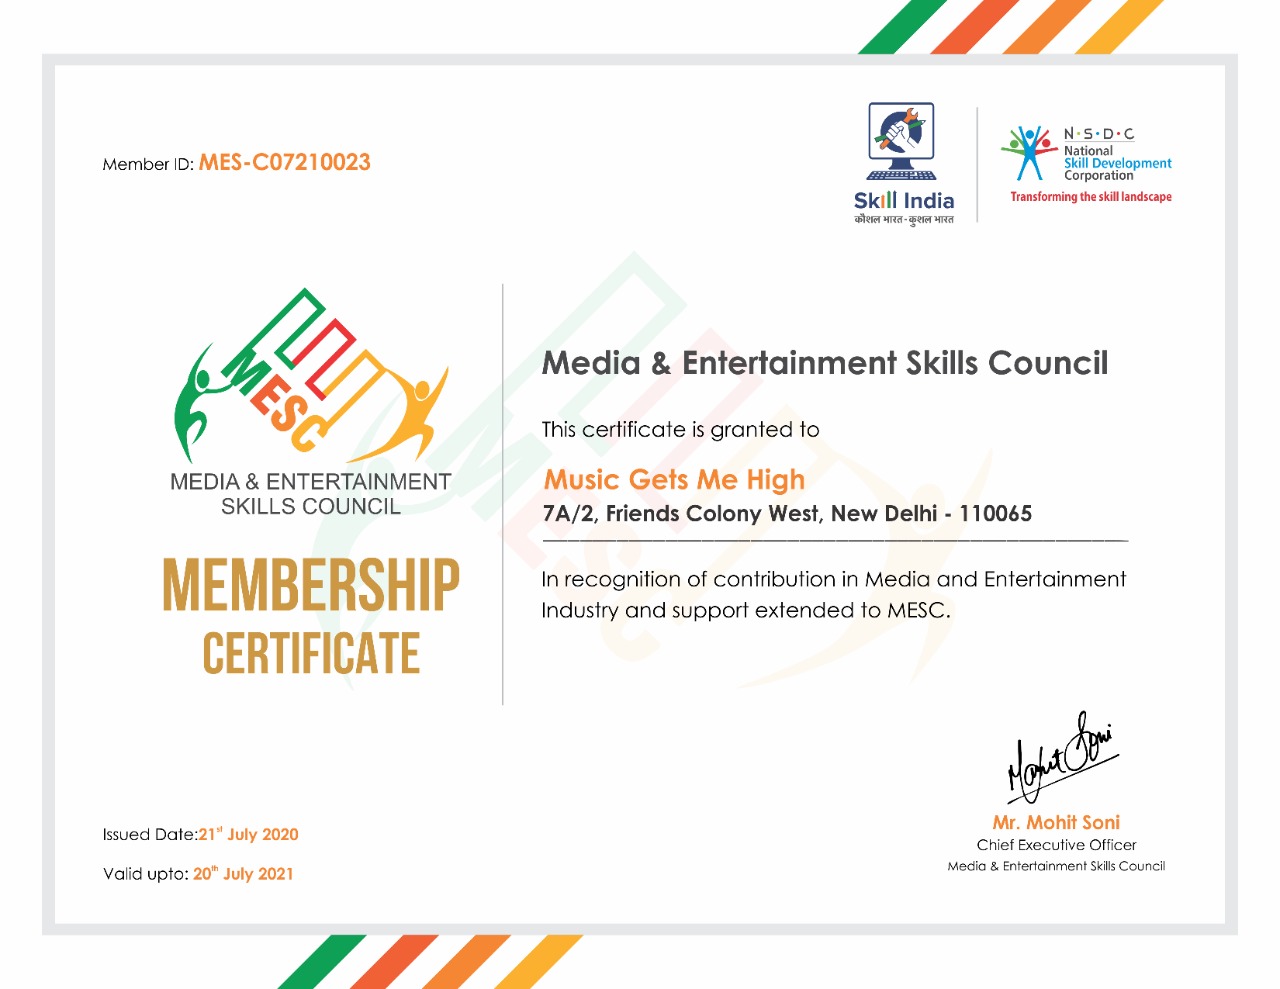 Member ID: MES-C07210023
Skill India
कौशल भारत - कुशल भारत
N·S·D·C
National
Skill Development
Corporation
Transforming the skill landscape
MESC
MEDIA & ENTERTAINMENT
SKILLS COUNCIL
MEMBERSHIP
CERTIFICATE
Media & Entertainment Skills Council
This certificate is granted to
Music Gets Me High
7A/2, Friends Colony West, New Delhi - 110065
In recognition of contribution in Media and Entertainment
Industry and support extended to MESC.
MESC
Mohit Soni
Mr. Mohit Soni
Chief Executive Officer
Media & Entertainment Skills Council
Issued Date:21st July 2020
Valid upto: 20th July 2021